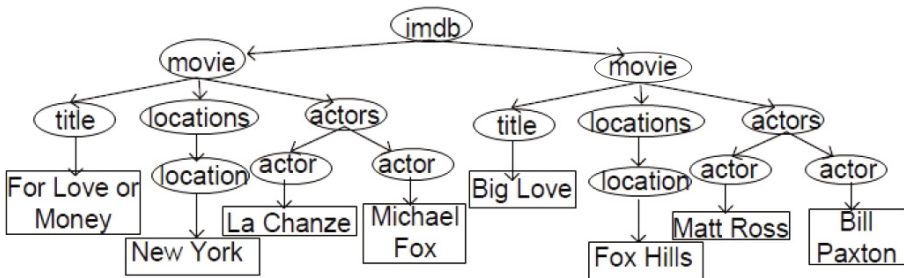 imdb
movie
movie
title
locations
actors
title
locations
actors
location
actor
actor
location
actor
actor
For Love or
Money
New York
La Chanze
Michael
Fox
Big Love
Fox Hills
Matt Ross
Bill
Paxton